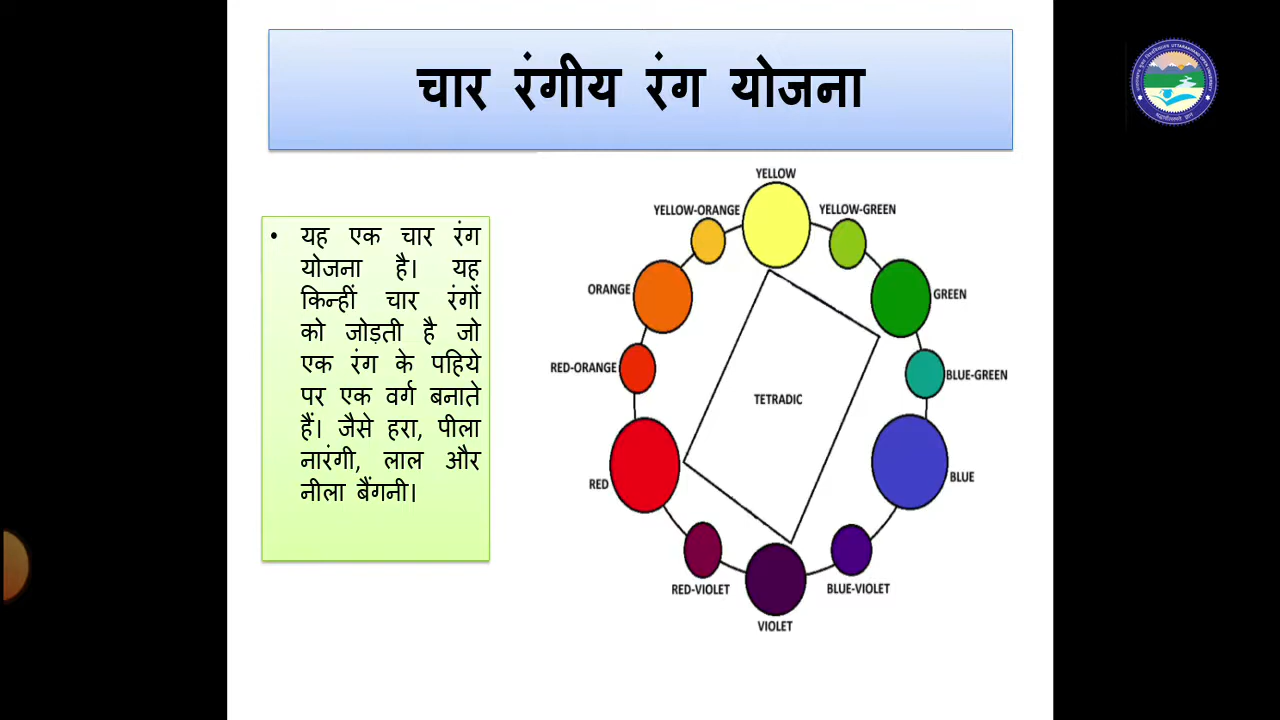 चार रंगीय रंग योजना
• यह एक चार रंग
योजना है। यह
किन्हीं चार रंगों
को जोड़ती है जो
एक रंग के पहिये
पर एक वर्ग बनाते
हैं। जैसे हरा, पीला
नारंगी, लाल और
नीला बैंगनी।
YELLOW
YELLOW-ORANGE
YELLOW-GREEN
ORANGE
GREEN
RED-ORANGE
BLUE-GREEN
TETRADIC
RED
BLUE
RED-VIOLET
BLUE-VIOLET
VIOLET